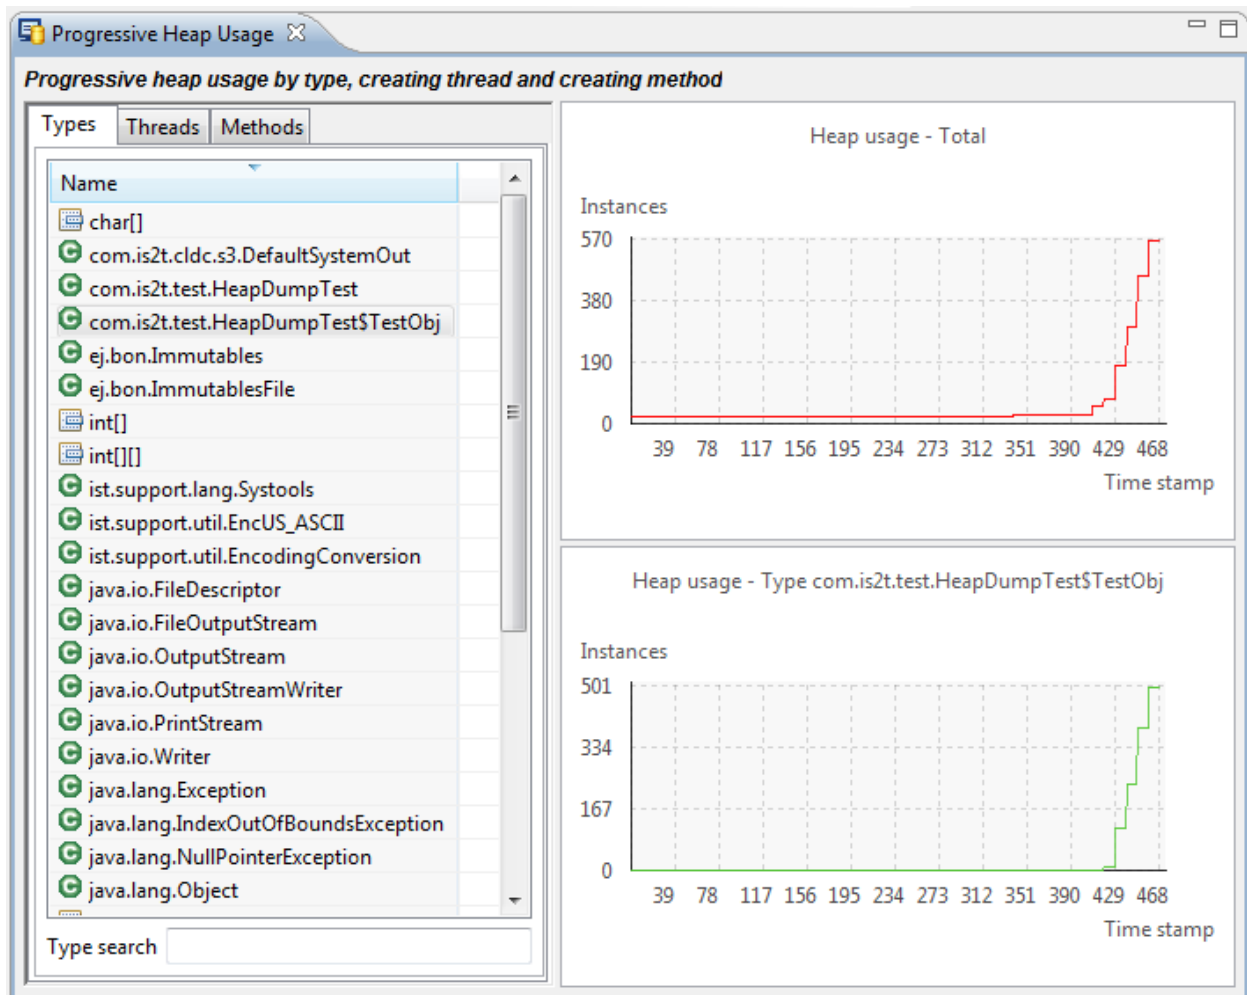 Progressive Heap Usage
Progressive heap usage by type, creating thread and creating method
Types Threads Methods
Name
char[]
com.is2t.cldc.s3.DefaultSystemOut
com.is2t.test.HeapDumpTest
com.is2t.test.HeapDumpTest$TestObj
ej.bon.Immutables
ej.bon.ImmutablesFile
int[]
int[][]
ist.support.lang.Systools
ist.support.util.EncUS_ASCII
ist.support.util.EncodingConversion
java.io.FileDescriptor
java.io.FileOutputStream
java.io.OutputStream
java.io.OutputStreamWriter
java.io.PrintStream
java.io.Writer
java.lang.Exception
java.lang.IndexOutOfBoundsException
java.lang.NullPointerException
java.lang.Object
Type search
Heap usage - Total
Instances
570
380
190
0
39 78 117 156 195 234 273 312 351 390 429 468
Time stamp
Heap usage - Type com.is2t.test.HeapDumpTest$TestObj
Instances
501
334
167
0
39 78 117 156 195 234 273 312 351 390 429 468
Time stamp